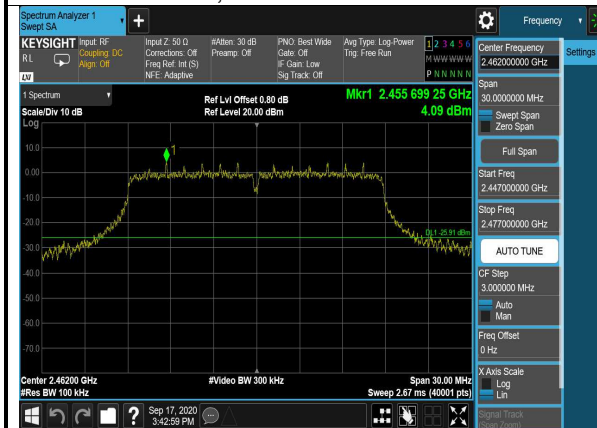 Spectrum Analyzer 1
Swept SA
+
Frequency
KEYSIGHT
RL
LXI
Input: RF
Coupling: DC
Align: Off
Input Z: 50 Ω
Corrections: Off
Freq Ref: Int (S)
NFE: Adaptive
#Atten: 30 dB
Preamp: Off
PNO: Best Wide
Gate: Off
IF Gain: Low
Sig Track: Off
Avg Type: Log-Power
Trig: Free Run
1 2 3 4 5 6
M W W W W W
P N N N N N
1 Spectrum
Scale/Div 10 dB
Log
Ref Lvl Offset 0.80 dB
Ref Level 20.00 dBm
Mkr1 2.455 699 25 GHz
4.09 dBm
1
10.0
0.00
-10.0
-20.0
-30.0
-40.0
-50.0
-60.0
-70.0
DL1 -25.91 dBm
Center 2.46200 GHz
#Res BW 100 kHz
#Video BW 300 kHz
Span 30.00 MHz
Sweep 2.67 ms (40001 pts)
?
Sep 17, 2020
3:42:59 PM
Center Frequency
2.462000000 GHz
Settings
Span
30.0000000 MHz
Swept Span
Zero Span
Full Span
Start Freq
2.447000000 GHz
Stop Freq
2.477000000 GHz
AUTO TUNE
CF Step
3.000000 MHz
Auto
Man
Freq Offset
0 Hz
X Axis Scale
Log
Lin
Signal Track
(Span Zoom)